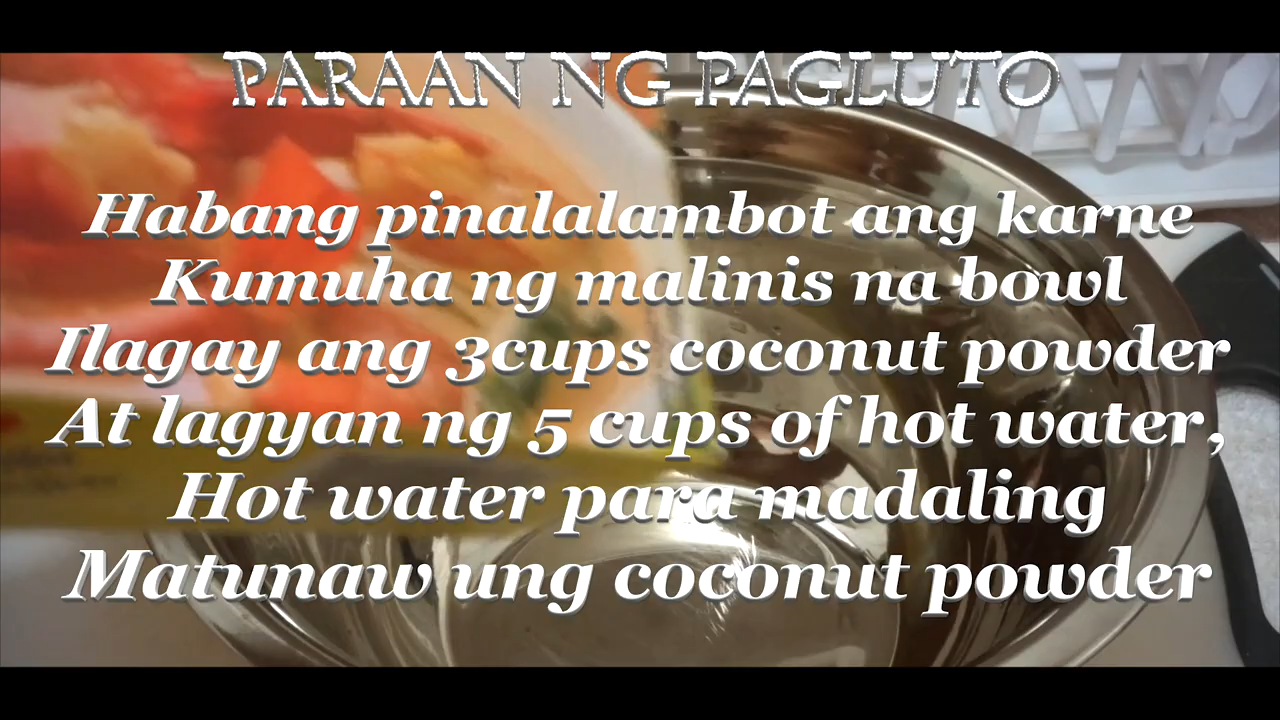 PARAAN NG PAGLUTO
Habang pinalalambot ang karne
Kumuha ng malinis na bowl
Ilagay ang 3cups coconut powder
At lagyan ng 5 cups of hot water,
Hot water para madaling
Matunaw ung coconut powder